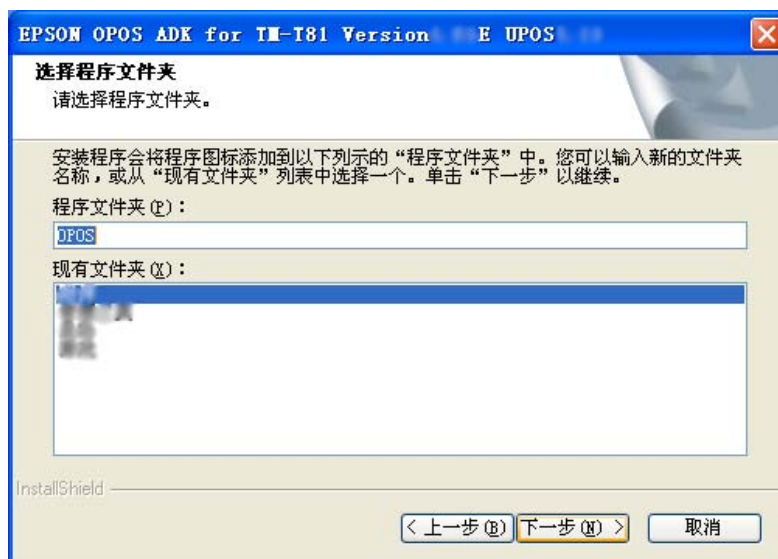 EPSON OPOS ADK for TM-T81 Version E UPOS
选择程序文件夹
请选择程序文件夹。
安装程序会将程序图标添加到以下列示的“程序文件夹”中。您可以输入新的文件夹
名称，或从“现有文件夹”列表中选择一个。单击“下一步”以继续。
程序文件夹(P)：
OPOS
现有文件夹(X)：
InstallShield
< 上一步(B)
下一步(N) >
取消